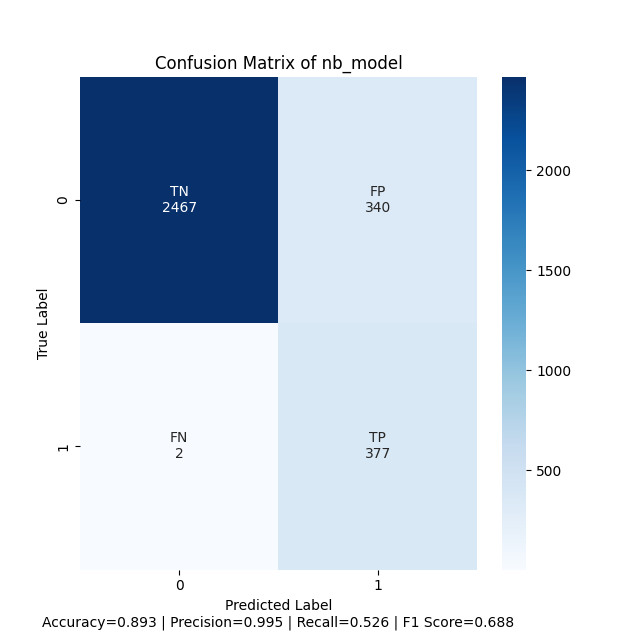 Confusion Matrix of nb_model
TN
2467
FP
340
FN
2
TP
377
0
1
True Label
0
1
Predicted Label
2000
1500
1000
500
Accuracy=0.893 | Precision=0.995 | Recall=0.526 | F1 Score=0.688